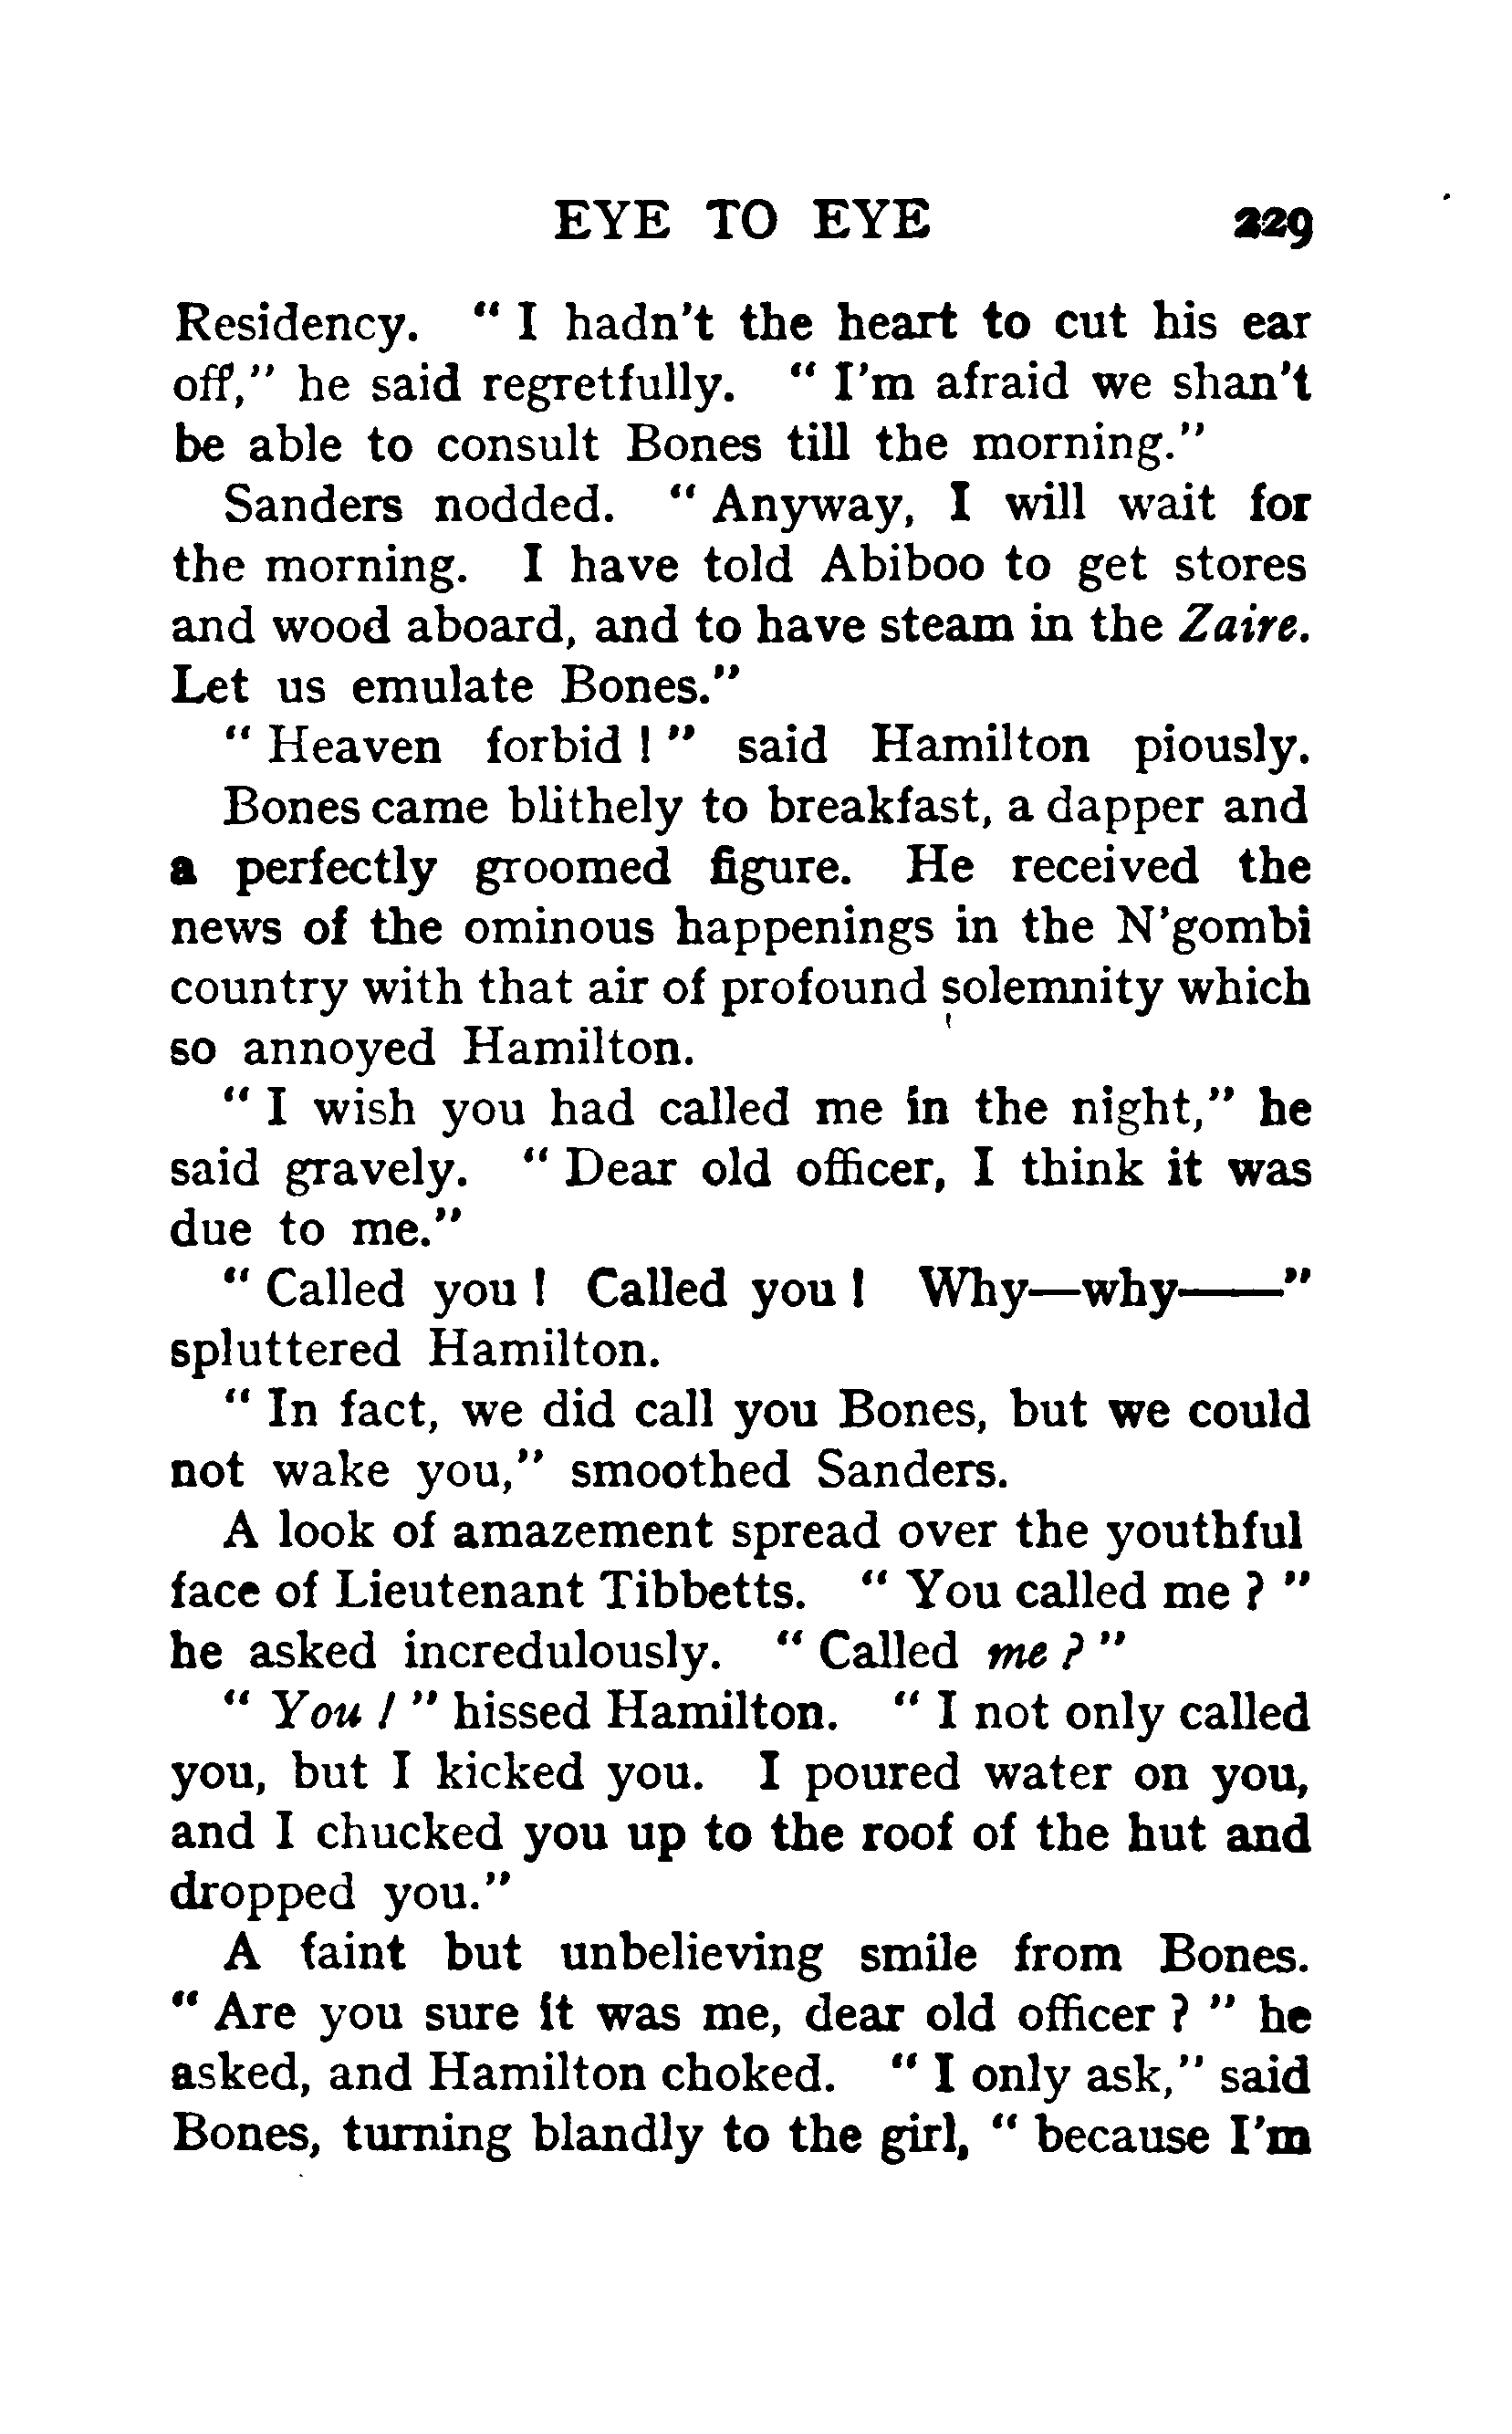 EYE TO EYE 229
Residency. " I hadn't the heart to cut his ear
off," he said regretfully. " I'm afraid we shan't
be able to consult Bones till the morning."
Sanders nodded. " Anyway, I will wait for
the morning. I have told Abiboo to get stores
and wood aboard, and to have steam in the Zaire.
Let us emulate Bones."
" Heaven forbid ! " said Hamilton piously.
Bones came blithely to breakfast, a dapper and
a perfectly groomed figure. He received the
news of the ominous happenings in the N'gombi
country with that air of profound solemnity which
so annoyed Hamilton.
" I wish you had called me in the night," he
said gravely. " Dear old officer, I think it was
due to me."
" Called you ! Called you ! Why—why——"
spluttered Hamilton.
" In fact, we did call you Bones, but we could
not wake you," smoothed Sanders.
A look of amazement spread over the youthful
face of Lieutenant Tibbetts. " You called me ? "
he asked incredulously. " Called me ? "
" You ! " hissed Hamilton. " I not only called
you, but I kicked you. I poured water on you,
and I chucked you up to the roof of the hut and
dropped you."
A faint but unbelieving smile from Bones.
" Are you sure it was me, dear old officer ? " he
asked, and Hamilton choked. " I only ask," said
Bones, turning blandly to the girl, " because I'm